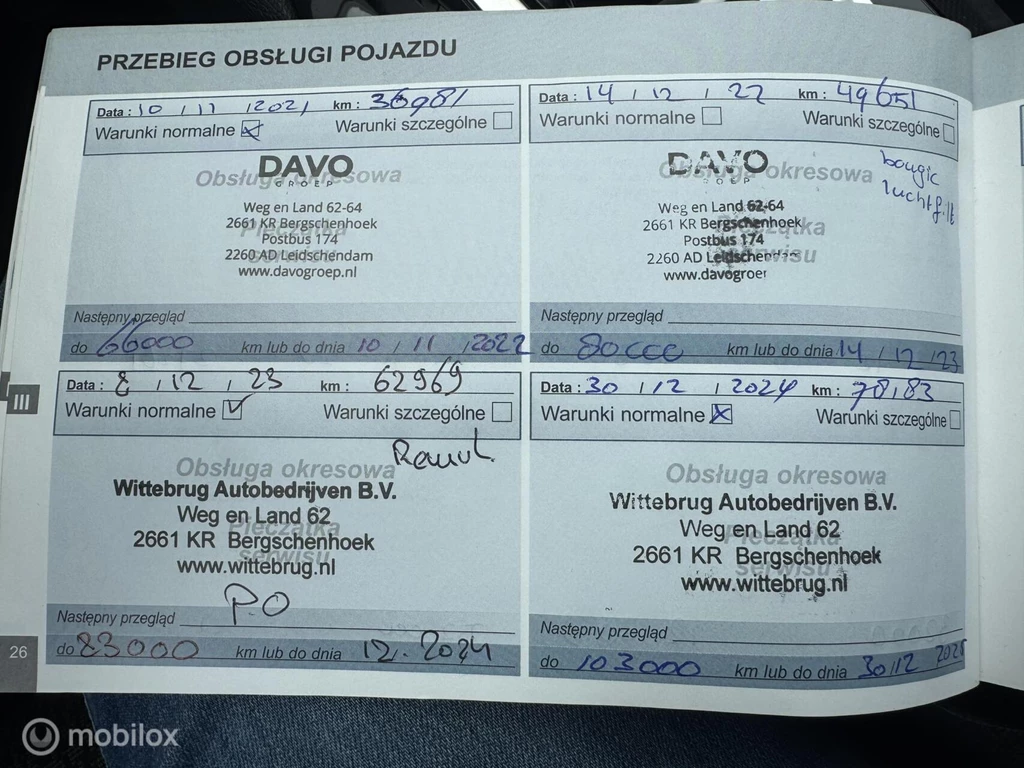 PRZEBIEG OBSŁUGI POJAZDU
Data : 10 / 11 / 2021 km : 36981
Warunki normalne Warunki szczególne
DAVO
GROEP
Obsługa okresowa
Weg en Land 62-64
2661 KR Bergschenhoek
Postbus 174
2260 AD Leidschendam
www.davogroep.nl
Następny przegląd
do 66000 km lub do dnia 10 / 11 / 2022
Data : 14 / 12 / 22 km : 49651
Warunki normalne Warunki szczególne
bougie
luchtfilt
DAVO
Obsługa okresowa
Weg en Land 62-64
2661 KR Bergschenhoek
Pieczątka
Postbus 174
serwisu
2260 AD Leidschendam
www.davogroep
Następny przegląd
do 80000 km lub do dnia 14 / 12 / 23
III
Data : 8 / 12 / 23 km : 62969
Warunki normalne Warunki szczególne
Obsługa okresowa
Wittebrug Autobedrijven B.V.
Weg en Land 62
Pieczątka
2661 KR Bergschenhoek
serwisu
www.wittebrug.nl
PO
Następny przegląd
do 83000 km lub do dnia 12. 2024
Data : 30 / 12 / 2024 km : 78,83
Warunki normalne Warunki szczególne
Obsługa okresowa
Wittebrug Autobedrijven B.V.
Weg en Land 62
Pieczątka
2661 KR Bergschenhoek
serwisu
www.wittebrug.nl
Następny przegląd
do 103000 km lub do dnia 30/12 2025
26
mobilox